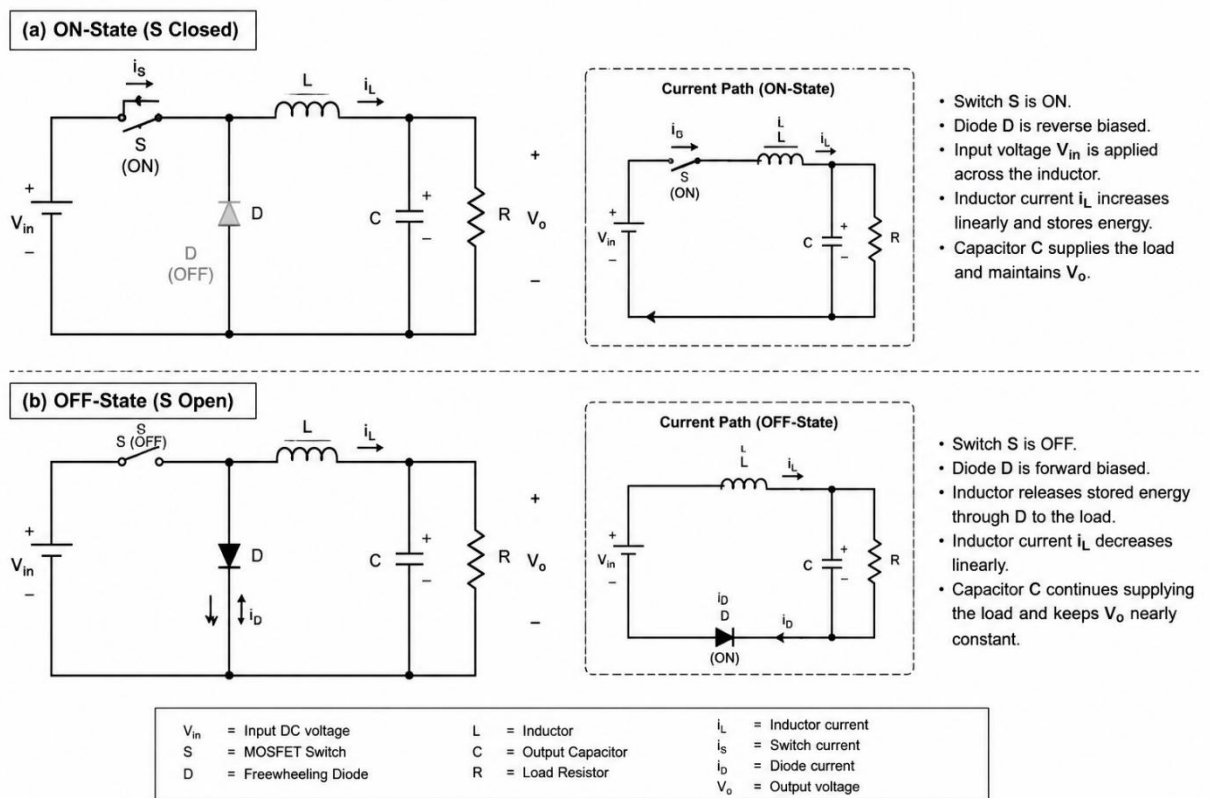 (a) ON-State (S Closed)
iS
L
iL
S
(ON)
+
Vin
–
D
D
(OFF)
C
+
–
R
+
Vo
–
Current Path (ON-State)
iG
S
(ON)
L
L
iL
+
Vin
–
C
+
–
R
• Switch S is ON.
• Diode D is reverse biased.
• Input voltage Vin is applied
across the inductor.
• Inductor current iL increases
linearly and stores energy.
• Capacitor C supplies the load
and maintains Vo.
(b) OFF-State (S Open)
S
S (OFF)
L
iL
+
Vin
–
D
iD
C
+
–
R
+
Vo
–
Current Path (OFF-State)
L
L
iL
+
Vin
–
C
+
–
R
iD
D
(ON)
iD
• Switch S is OFF.
• Diode D is forward biased.
• Inductor releases stored energy
through D to the load.
• Inductor current iL decreases
linearly.
• Capacitor C continues supplying
the load and keeps Vo nearly
constant.
Vin = Input DC voltage
S = MOSFET Switch
D = Freewheeling Diode
L = Inductor
C = Output Capacitor
R = Load Resistor
iL = Inductor current
iS = Switch current
iD = Diode current
Vo = Output voltage